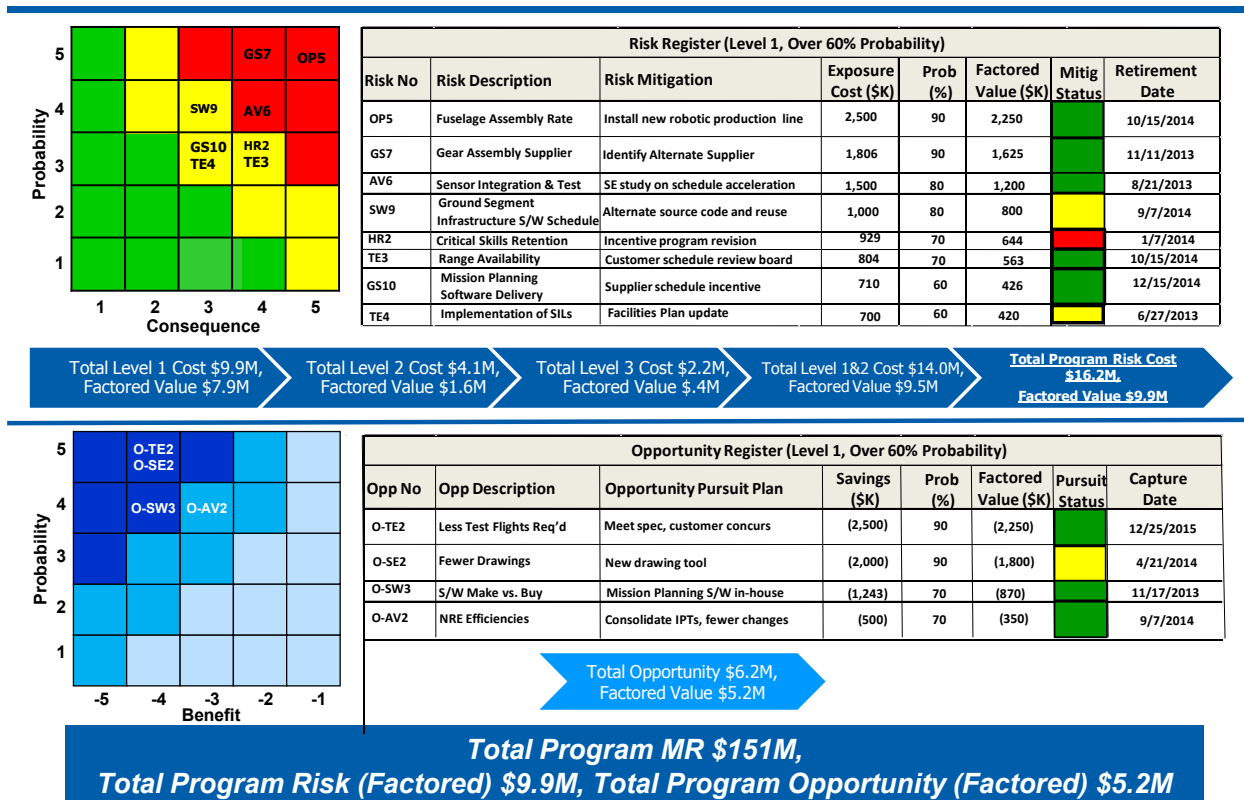 5
4
3
2
1
Probability
GS7
OP5
SW9
AV6
GS10
TE4
HR2
TE3
1 2 3 4 5
Consequence
Risk Register (Level 1, Over 60% Probability)
Risk No Risk Description Risk Mitigation Exposure Cost ($K) Prob (%) Factored Value ($K) Mitig Status Retirement Date
OP5 Fuselage Assembly Rate Install new robotic production line 2,500 90 2,250 10/15/2014
GS7 Gear Assembly Supplier Identify Alternate Supplier 1,806 90 1,625 11/11/2013
AV6 Sensor Integration & Test SE study on schedule acceleration 1,500 80 1,200 8/21/2013
SW9 Ground Segment Infrastructure S/W Schedule Alternate source code and reuse 1,000 80 800 9/7/2014
HR2 Critical Skills Retention Incentive program revision 929 70 644 1/7/2014
TE3 Range Availability Customer schedule review board 804 70 563 10/15/2014
GS10 Mission Planning Software Delivery Supplier schedule incentive 710 60 426 12/15/2014
TE4 Implementation of SILs Facilities Plan update 700 60 420 6/27/2013
Total Level 1 Cost $9.9M,
Factored Value $7.9M
Total Level 2 Cost $4.1M,
Factored Value $1.6M
Total Level 3 Cost $2.2M,
Factored Value $.4M
Total Level 1&2 Cost $14.0M,
Factored Value $9.5M
Total Program Risk Cost
$16.2M,
Factored Value $9.9M
5
4
3
2
1
Probability
O-TE2
O-SE2
O-SW3
O-AV2
-5 -4 -3 -2 -1
Benefit
Opportunity Register (Level 1, Over 60% Probability)
Opp No Opp Description Opportunity Pursuit Plan Savings ($K) Prob (%) Factored Value ($K) Pursuit Status Capture Date
O-TE2 Less Test Flights Req'd Meet spec, customer concurs (2,500) 90 (2,250) 12/25/2015
O-SE2 Fewer Drawings New drawing tool (2,000) 90 (1,800) 4/21/2014
O-SW3 S/W Make vs. Buy Mission Planning S/W in-house (1,243) 70 (870) 11/17/2013
O-AV2 NRE Efficiencies Consolidate IPTs, fewer changes (500) 70 (350) 9/7/2014
Total Opportunity $6.2M,
Factored Value $5.2M
Total Program MR $151M,
Total Program Risk (Factored) $9.9M, Total Program Opportunity (Factored) $5.2M